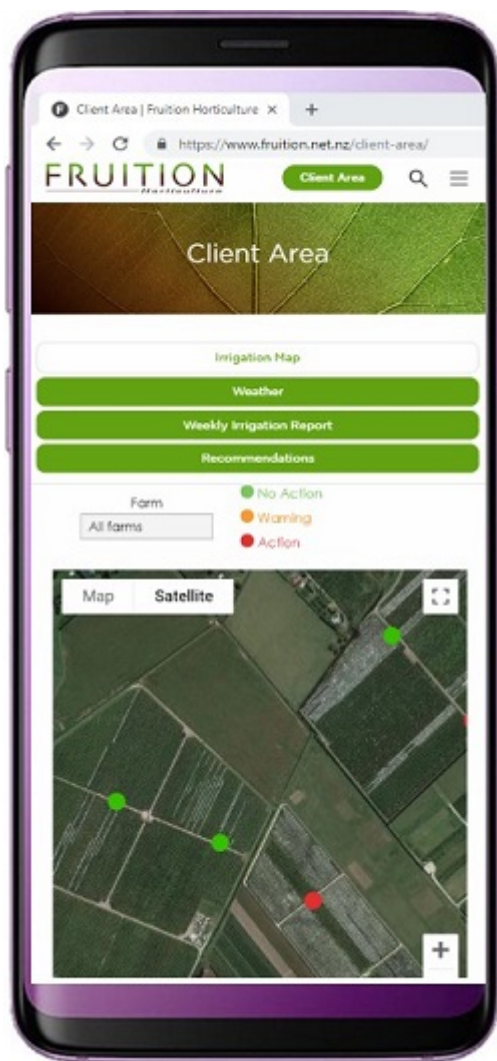 Client Area | Fruition Horticulture × +
https://www.fruition.net.nz/client-area/
FRUITION
Horticulture
Client Area
Client Area
Irrigation Map
Weather
Weekly Irrigation Report
Recommendations
Farm
All farms
No Action
Warning
Action
Map Satellite
+